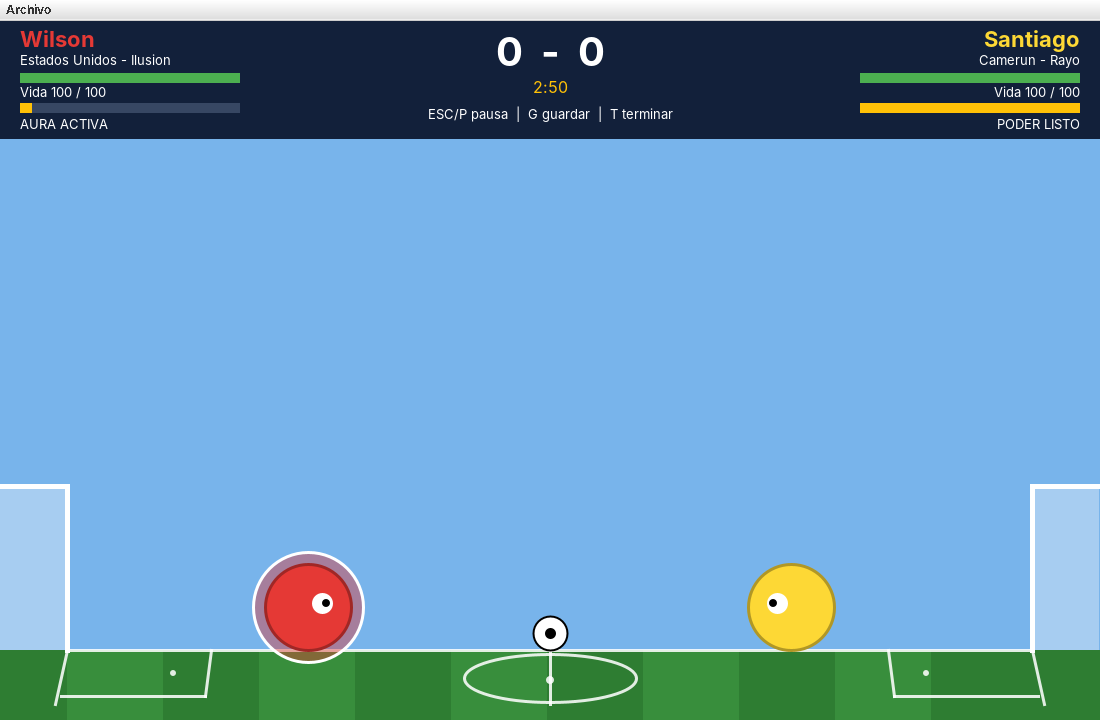 Archivo
Wilson
Estados Unidos - Ilusion
Vida 100 / 100
AURA ACTIVA
0 - 0
2:50
ESC/P pausa | G guardar | T terminar
Santiago
Camerun - Rayo
Vida 100 / 100
PODER LISTO